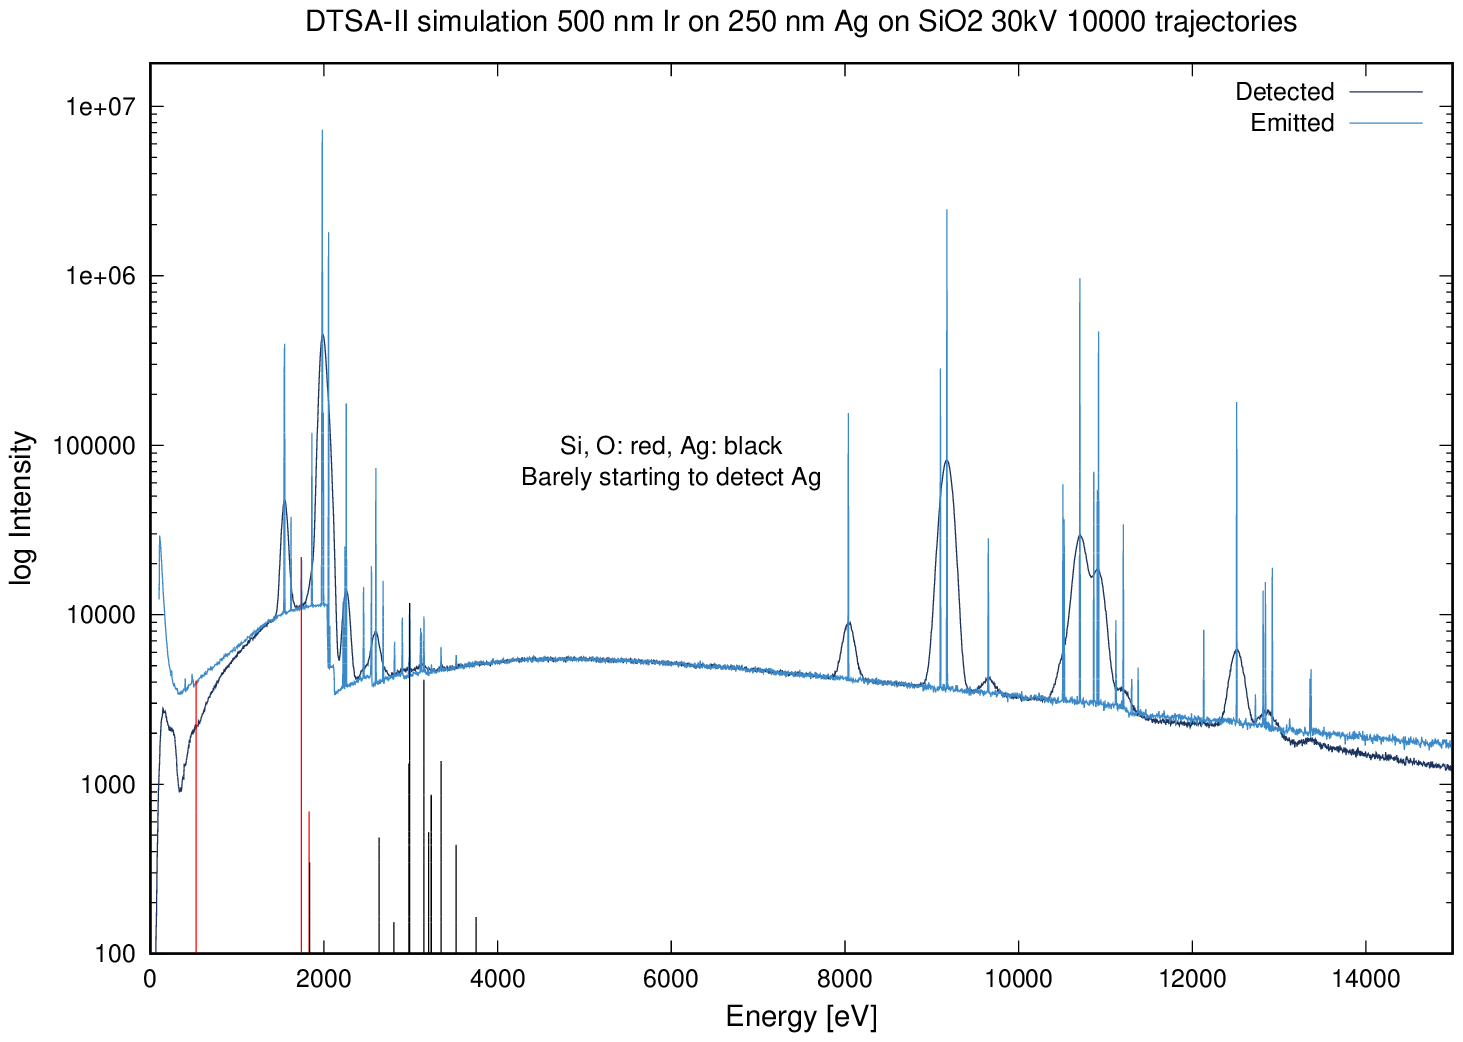 DTSA-II simulation 500 nm Ir on 250 nm Ag on SiO2 30kV 10000 trajectories
1e+07
1e+06
100000
10000
1000
100
log Intensity
Detected
Emitted
Si, O: red, Ag: black
Barely starting to detect Ag
0 2000 4000 6000 8000 10000 12000 14000
Energy [eV]